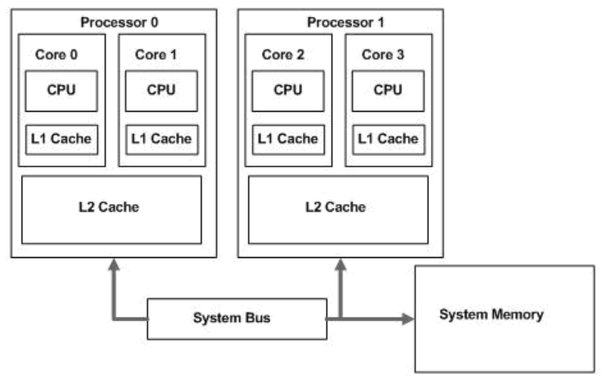 Processor 0
Processor 1
Core 0
Core 1
Core 2
Core 3
CPU
CPU
CPU
CPU
L1 Cache
L1 Cache
L1 Cache
L1 Cache
L2 Cache
L2 Cache
System Bus
System Memory